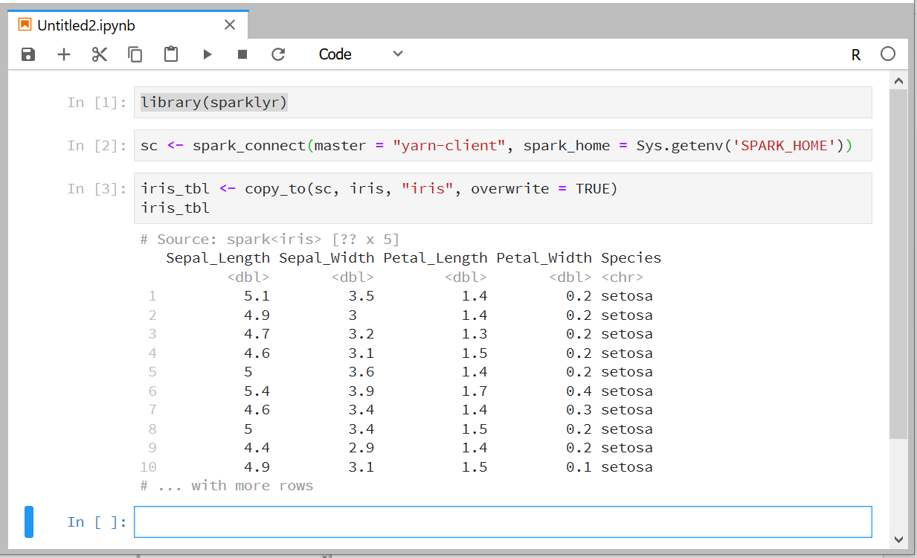 Untitled2.ipynb
Code
R
In [1]: library(sparklyr)
In [2]: sc <- spark_connect(master = "yarn-client", spark_home = Sys.getenv('SPARK_HOME'))
In [3]: iris_tbl <- copy_to(sc, iris, "iris", overwrite = TRUE)
iris_tbl
# Source: spark<iris> [?? x 5]
Sepal_Length Sepal_Width Petal_Length Petal_Width Species
<dbl> <dbl> <dbl> <dbl> <chr>
1 5.1 3.5 1.4 0.2 setosa
2 4.9 3 1.4 0.2 setosa
3 4.7 3.2 1.3 0.2 setosa
4 4.6 3.1 1.5 0.2 setosa
5 5 3.6 1.4 0.2 setosa
6 5.4 3.9 1.7 0.4 setosa
7 4.6 3.4 1.4 0.3 setosa
8 5 3.4 1.5 0.2 setosa
9 4.4 2.9 1.4 0.2 setosa
10 4.9 3.1 1.5 0.1 setosa
# ... with more rows
In [ ]: